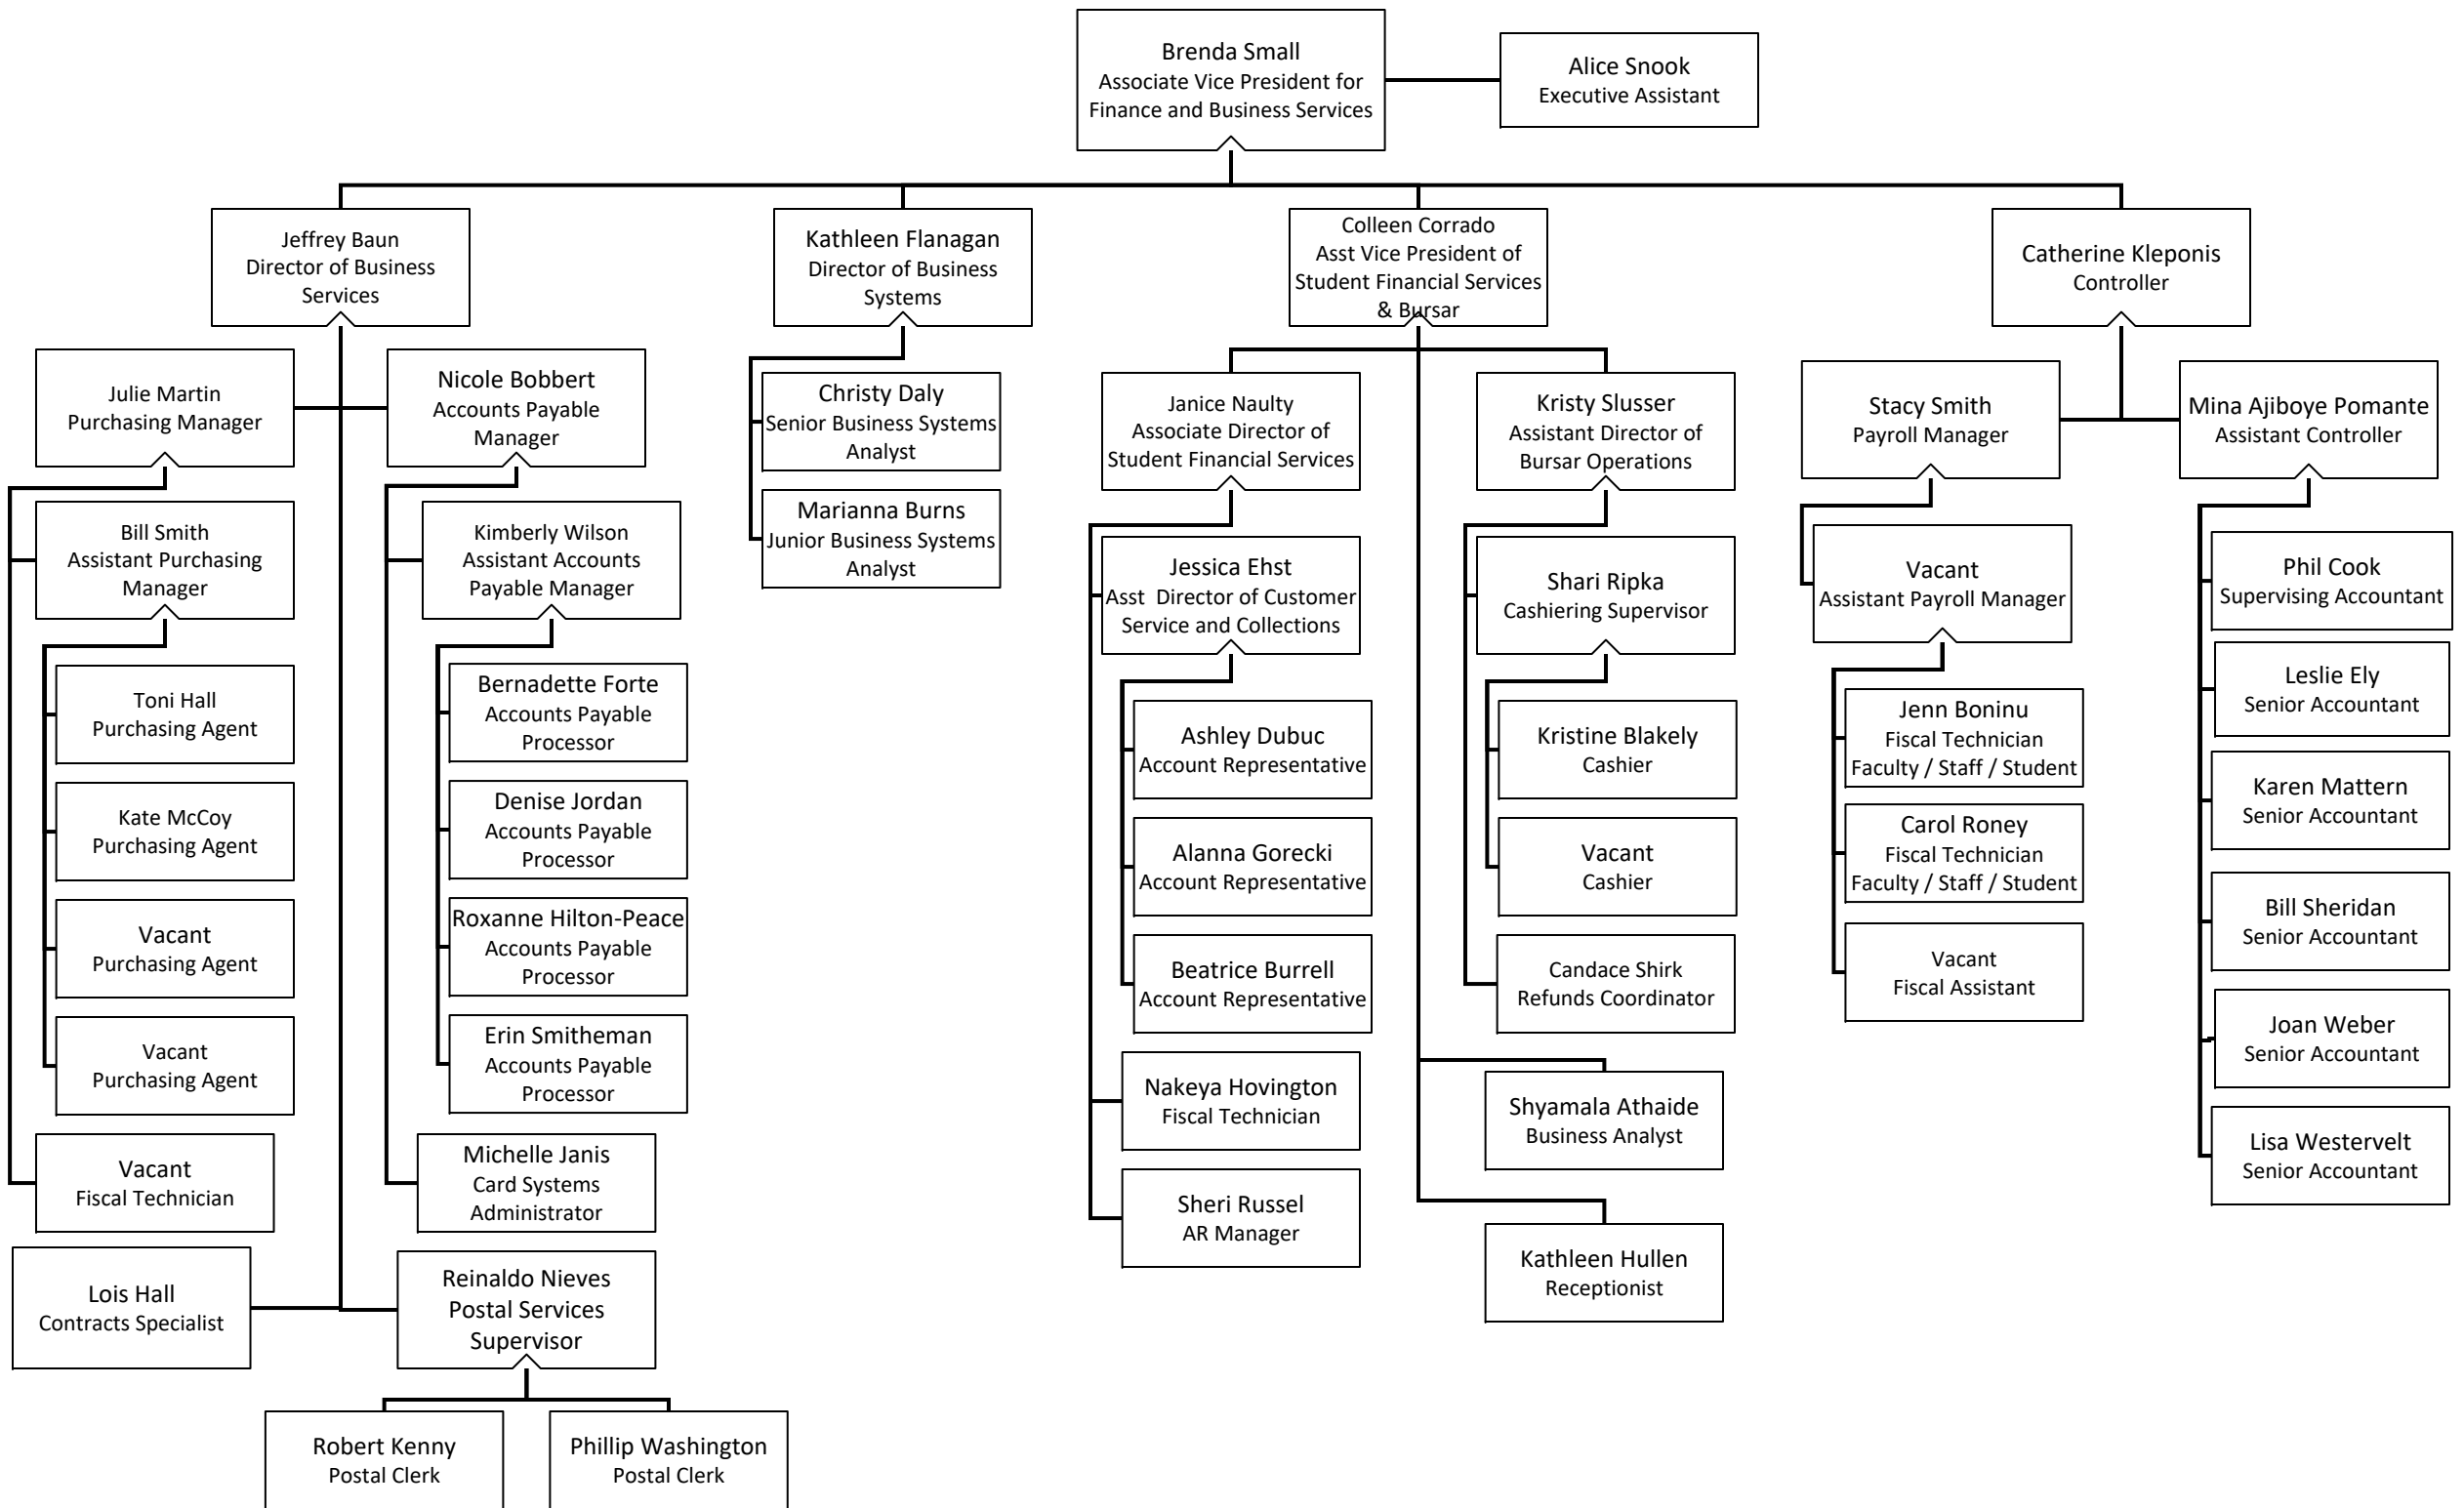 Brenda Small
Associate Vice President for
Finance and Business Services
Alice Snook
Executive Assistant
Jeffrey Baun
Director of Business
Services
Kathleen Flanagan
Director of Business
Systems
Colleen Corrado
Asst Vice President of
Student Financial Services
& Bursar
Catherine Kleponis
Controller
Julie Martin
Purchasing Manager
Nicole Bobbert
Accounts Payable
Manager
Bill Smith
Assistant Purchasing
Manager
Toni Hall
Purchasing Agent
Kate McCoy
Purchasing Agent
Vacant
Purchasing Agent
Vacant
Purchasing Agent
Vacant
Fiscal Technician
Lois Hall
Contracts Specialist
Kimberly Wilson
Assistant Accounts
Payable Manager
Bernadette Forte
Accounts Payable
Processor
Denise Jordan
Accounts Payable
Processor
Roxanne Hilton-Peace
Accounts Payable
Processor
Erin Smitheman
Accounts Payable
Processor
Michelle Janis
Card Systems
Administrator
Reinaldo Nieves
Postal Services
Supervisor
Robert Kenny
Postal Clerk
Phillip Washington
Postal Clerk
Christy Daly
Senior Business Systems
Analyst
Marianna Burns
Junior Business Systems
Analyst
Janice Naulty
Associate Director of
Student Financial Services
Jessica Ehst
Asst  Director of Customer
Service and Collections
Ashley Dubuc
Account Representative
Alanna Gorecki
Account Representative
Beatrice Burrell
Account Representative
Nakeya Hovington
Fiscal Technician
Sheri Russel
AR Manager
Kristy Slusser
Assistant Director of
Bursar Operations
Shari Ripka
Cashiering Supervisor
Kristine Blakely
Cashier
Vacant
Cashier
Candace Shirk
Refunds Coordinator
Shyamala Athaide
Business Analyst
Kathleen Hullen
Receptionist
Stacy Smith
Payroll Manager
Vacant
Assistant Payroll Manager
Jenn Boninu
Fiscal Technician
Faculty / Staff / Student
Carol Roney
Fiscal Technician
Faculty / Staff / Student
Vacant
Fiscal Assistant
Mina Ajiboye Pomante
Assistant Controller
Phil Cook
Supervising Accountant
Leslie Ely
Senior Accountant
Karen Mattern
Senior Accountant
Bill Sheridan
Senior Accountant
Joan Weber
Senior Accountant
Lisa Westervelt
Senior Accountant